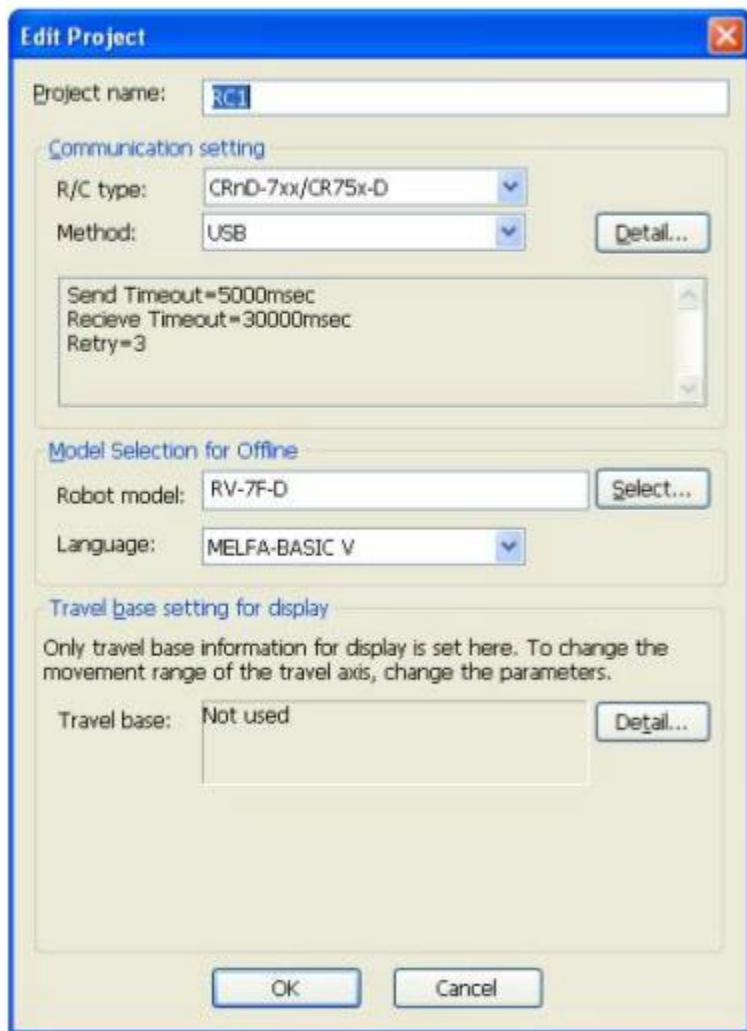 Edit Project
Project name: RC1
Communication setting
R/C type: CRnD-7xx/CR75x-D
Method: USB Detail...
Send Timeout=5000msec
Recieve Timeout=30000msec
Retry=3
Model Selection for Offline
Robot model: RV-7F-D Select...
Language: MELFA-BASIC V
Travel base setting for display
Only travel base information for display is set here. To change the
movement range of the travel axis, change the parameters.
Travel base: Not used Detail...
OK Cancel